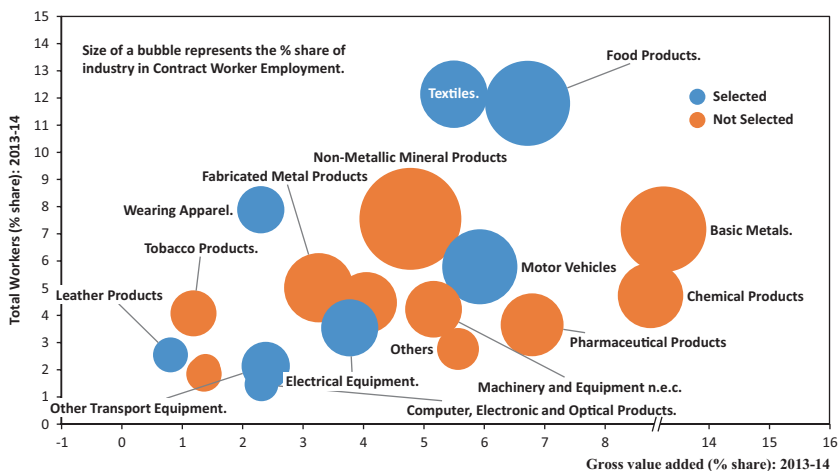 Size of a bubble represents the % share of
industry in Contract Worker Employment.
Food Products.
Textiles.
Selected
Not Selected
Non-Metallic Mineral Products
Fabricated Metal Products
Wearing Apparel.
Basic Metals.
Tobacco Products.
Motor Vehicles
Leather Products
Chemical Products
Pharmaceutical Products
Others
Electrical Equipment.
Machinery and Equipment n.e.c.
Other Transport Equipment.
Computer, Electronic and Optical Products.
Total Workers (% share): 2013-14
15
14
13
12
11
10
9
8
7
6
5
4
3
2
1
0
-1 0 1 2 3 4 5 6 7 8 14 15 16
Gross value added (% share): 2013-14